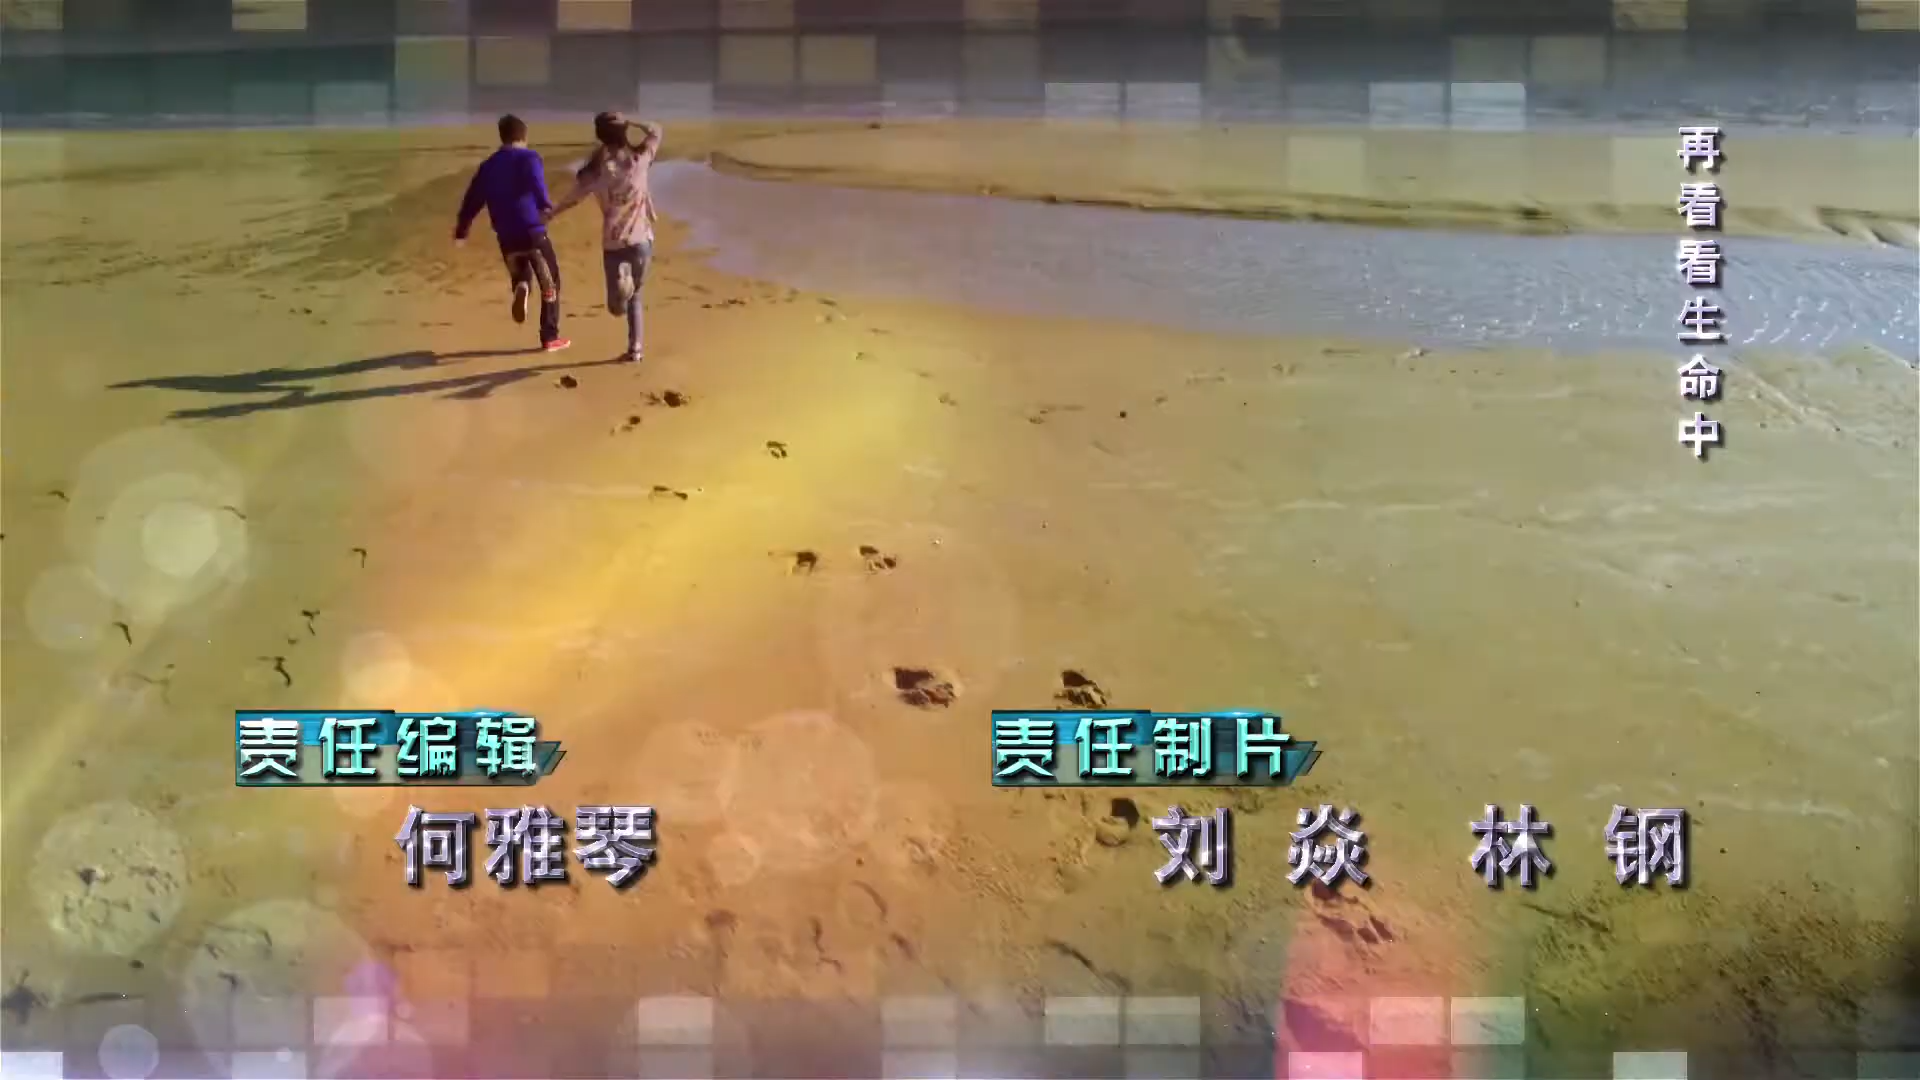 再看看生命中
责任编辑
何雅琴
责任制片
刘焱 林钢